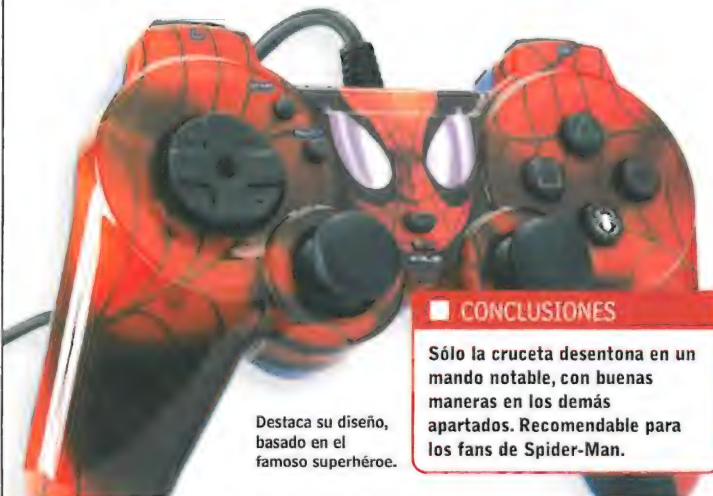 Destaca su diseño,
basado en el
famoso superhéroe.
CONCLUSIONES
Sólo la cruceta desentona en un
mando notable, con buenas
maneras en los demás
apartados. Recomendable para
los fans de Spider-Man.